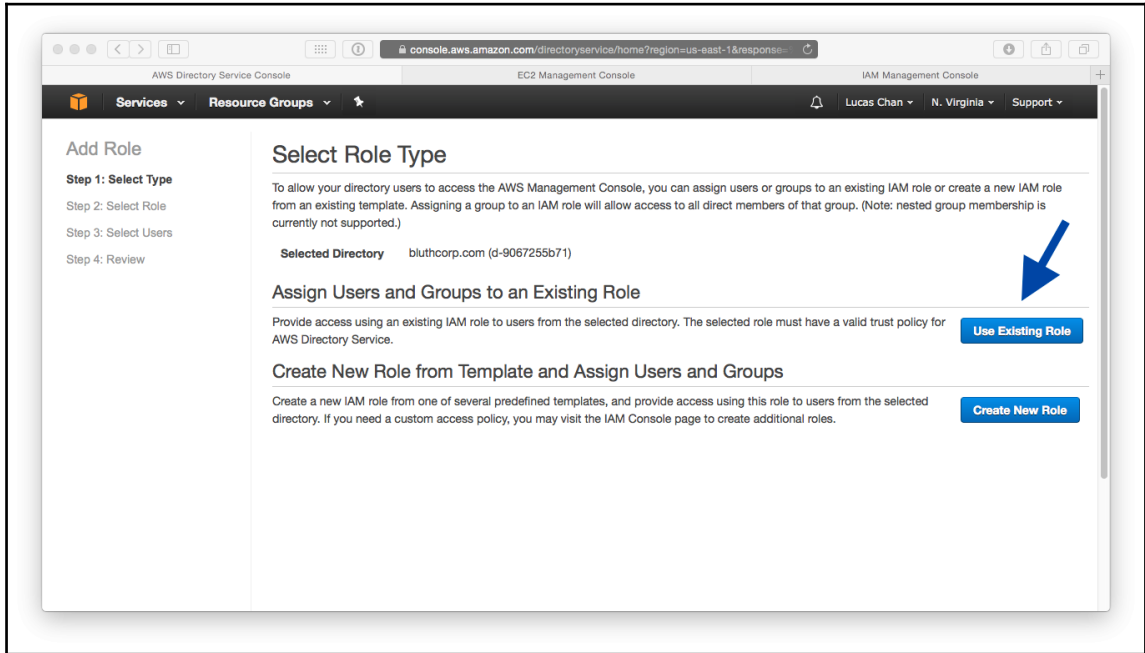 console.aws.amazon.com/directoryservice/home?region=us-east-1&response=
AWS Directory Service Console
EC2 Management Console
IAM Management Console
Services
Resource Groups
Lucas Chan
N. Virginia
Support
Add Role
Step 1: Select Type
Step 2: Select Role
Step 3: Select Users
Step 4: Review
Select Role Type
To allow your directory users to access the AWS Management Console, you can assign users or groups to an existing IAM role or create a new IAM role
from an existing template. Assigning a group to an IAM role will allow access to all direct members of that group. (Note: nested group membership is
currently not supported.)
Selected Directory bluthcorp.com (d-9067255b71)
Assign Users and Groups to an Existing Role
Provide access using an existing IAM role to users from the selected directory. The selected role must have a valid trust policy for
AWS Directory Service.
Use Existing Role
Create New Role from Template and Assign Users and Groups
Create a new IAM role from one of several predefined templates, and provide access using this role to users from the selected
directory. If you need a custom access policy, you may visit the IAM Console page to create additional roles.
Create New Role